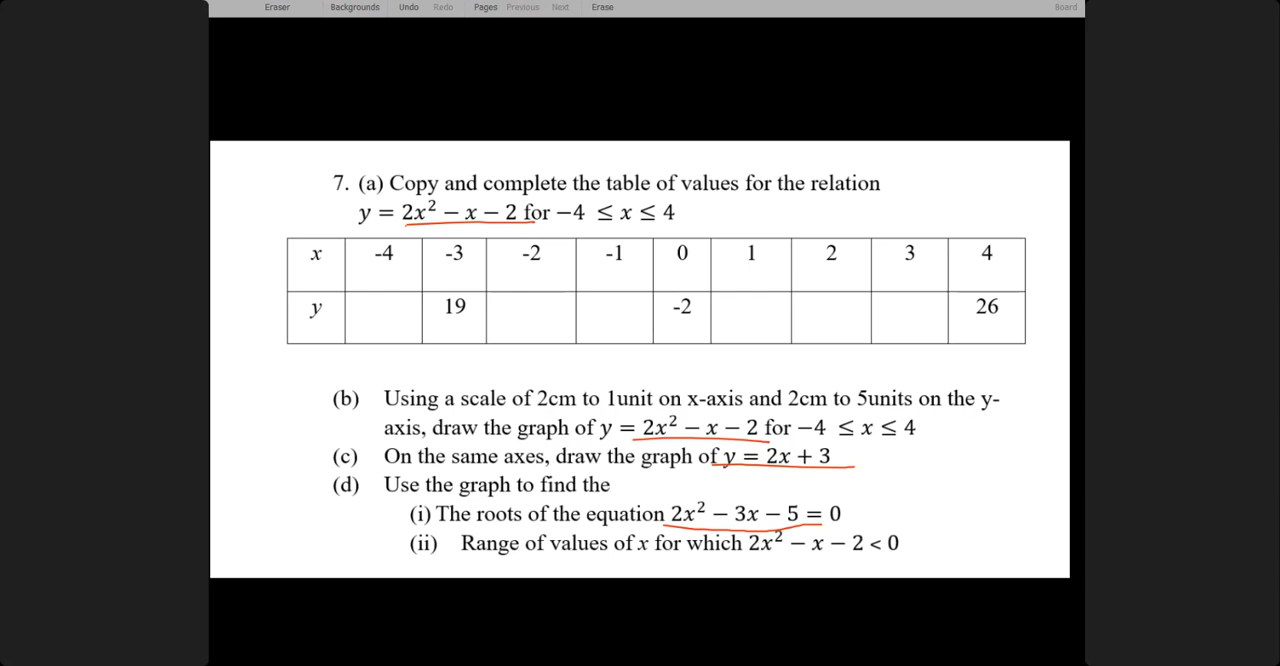 Eraser Backgrounds Undo Redo Pages Previous Next Erase Board
7. (a) Copy and complete the table of values for the relation
y = 2x² − x − 2 for −4 ≤ x ≤ 4
x -4 -3 -2 -1 0 1 2 3 4
y 19 -2 26
(b) Using a scale of 2cm to 1unit on x-axis and 2cm to 5units on the y-
axis, draw the graph of y = 2x² − x − 2 for −4 ≤ x ≤ 4
(c) On the same axes, draw the graph of y = 2x + 3
(d) Use the graph to find the
(i) The roots of the equation 2x² − 3x − 5 = 0
(ii) Range of values of x for which 2x² − x − 2 < 0